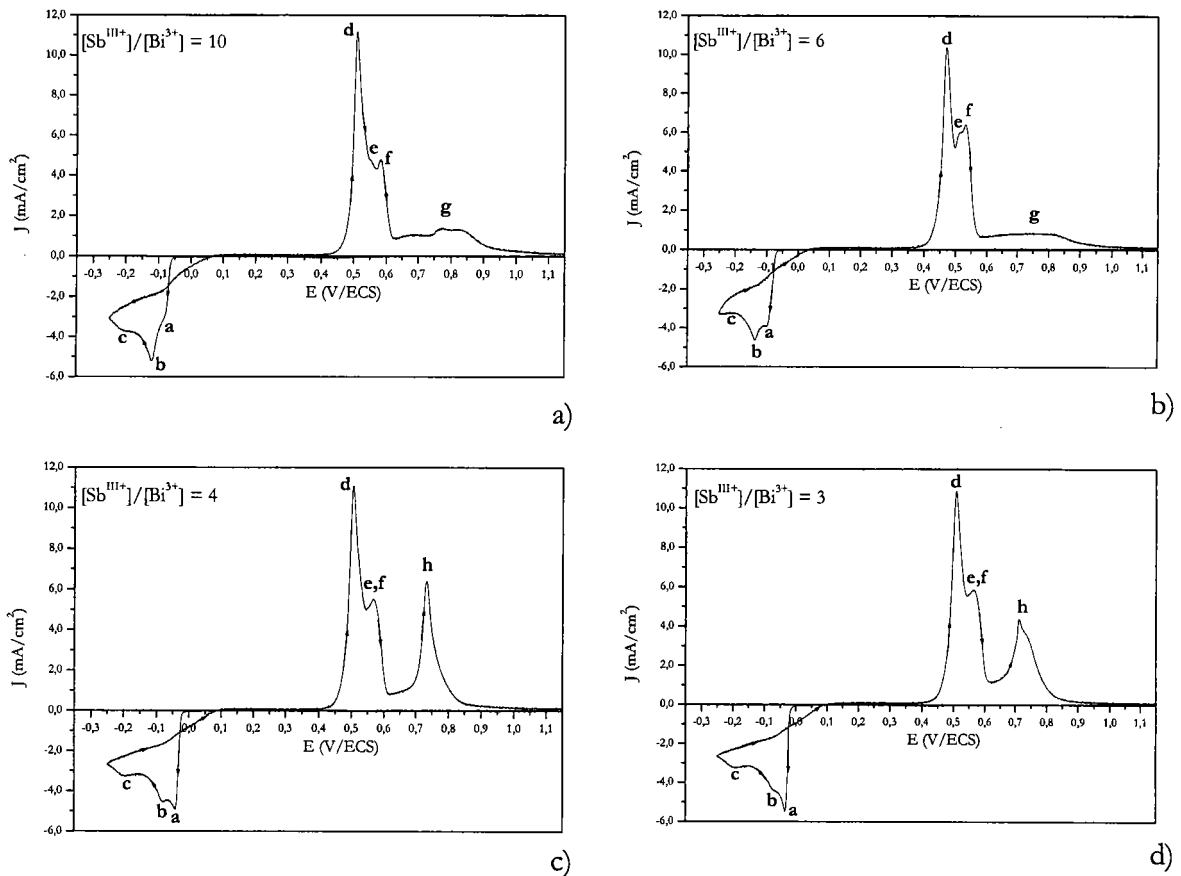 [Sb^III+]/[Bi^3+] = 10
12,0
10,0
8,0
6,0
4,0
2,0
0,0
-2,0
-4,0
-6,0
J (mA/cm²)
-0,3 -0,2 -0,1 0,0 0,1 0,2 0,3 0,4 0,5 0,6 0,7 0,8 0,9 1,0 1,1
E (V/ECS)
d
e
f
g
a
c
b
a)
[Sb^III+]/[Bi^3+] = 6
12,0
10,0
8,0
6,0
4,0
2,0
0,0
-2,0
-4,0
-6,0
J (mA/cm²)
-0,3 -0,2 -0,1 0,0 0,1 0,2 0,3 0,4 0,5 0,6 0,7 0,8 0,9 1,0 1,1
E (V/ECS)
d
f
e
g
c
a
b
b)
[Sb^III+]/[Bi^3+] = 4
12,0
10,0
8,0
6,0
4,0
2,0
0,0
-2,0
-4,0
-6,0
J (mA/cm²)
-0,3 -0,2 -0,1 0,0 0,1 0,2 0,3 0,4 0,5 0,6 0,7 0,8 0,9 1,0 1,1
E (V/ECS)
d
h
e,f
c
b
a
c)
[Sb^III+]/[Bi^3+] = 3
12,0
10,0
8,0
6,0
4,0
2,0
0,0
-2,0
-4,0
-6,0
J (mA/cm²)
-0,3 -0,2 -0,1 0,0 0,1 0,2 0,3 0,4 0,5 0,6 0,7 0,8 0,9 1,0 1,1
E (V/ECS)
d
e,f
h
c
b
a
d)